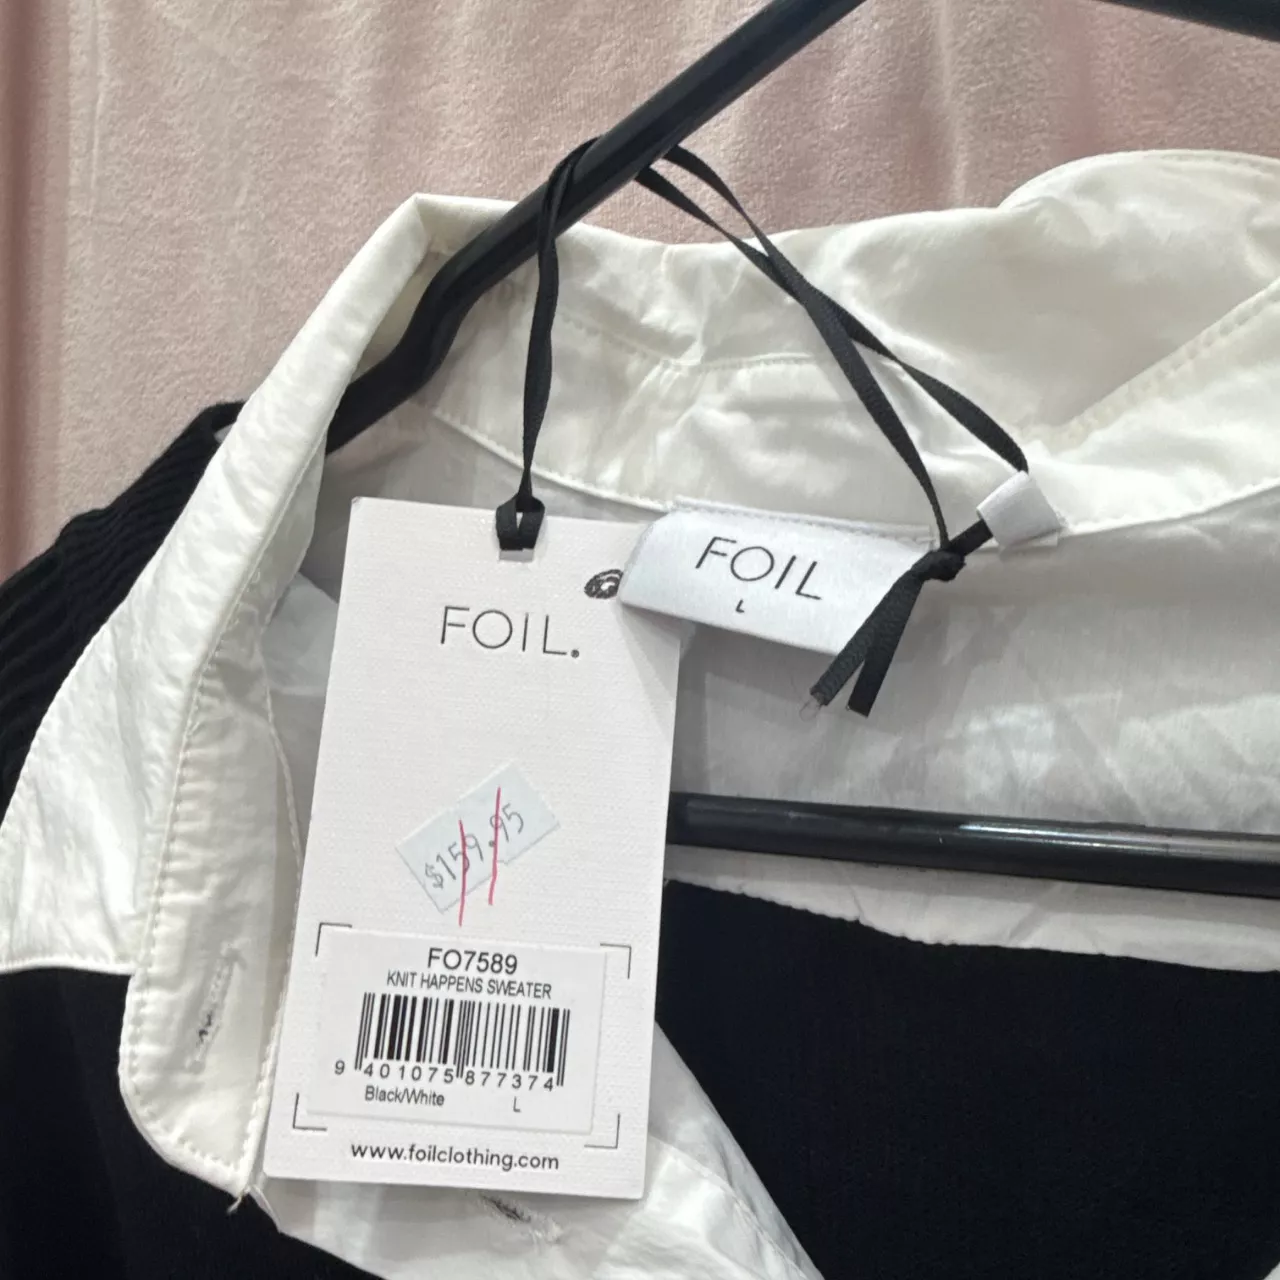 FOIL
L
FOIL.
$159.95
FO7589
KNIT HAPPENS SWEATER
9 401075 877374
Black/White L
www.foilclothing.com